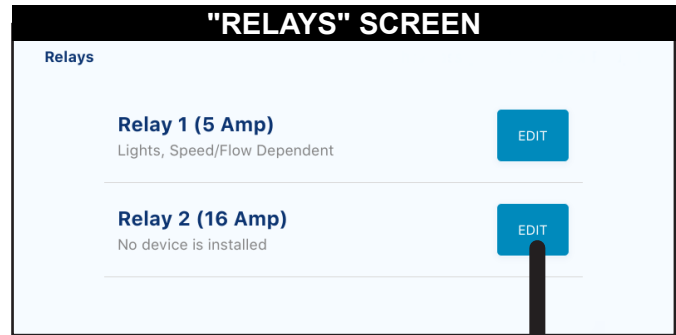 "RELAYS" SCREEN
Relays
Relay 1 (5 Amp)
Lights, Speed/Flow Dependent
EDIT
Relay 2 (16 Amp)
No device is installed
EDIT